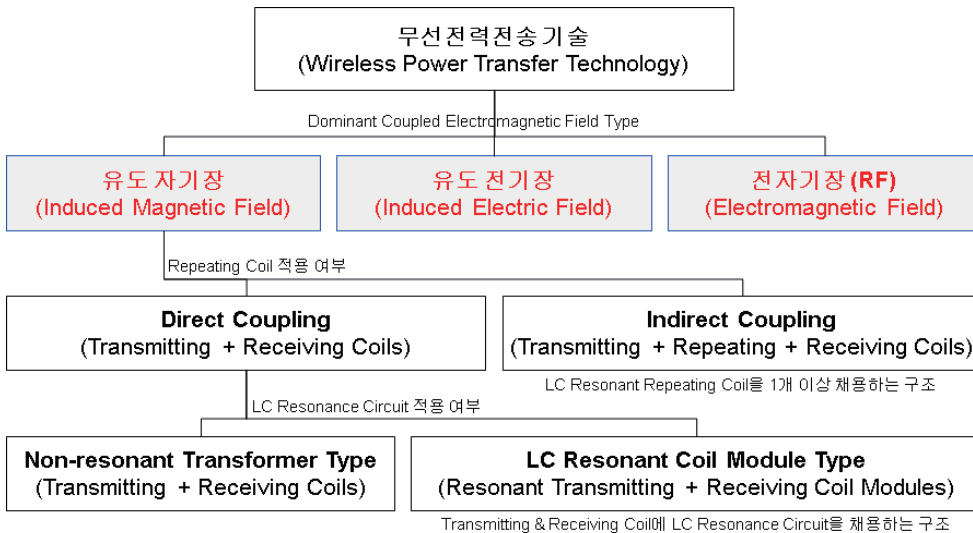 무선전력전송기술
(Wireless Power Transfer Technology)
Dominant Coupled Electromagnetic Field Type
유도 자기장
(Induced Magnetic Field)
유도 전기장
(Induced Electric Field)
전자기장 (RF)
(Electromagnetic Field)
Repeating Coil 적용 여부
Direct Coupling
(Transmitting + Receiving Coils)
Indirect Coupling
(Transmitting + Repeating + Receiving Coils)
LC Resonant Repeating Coil을 1개 이상 채용하는 구조
LC Resonance Circuit 적용 여부
Non-resonant Transformer Type
(Transmitting + Receiving Coils)
LC Resonant Coil Module Type
(Resonant Transmitting + Receiving Coil Modules)
Transmitting & Receiving Coil에 LC Resonance Circuit을 채용하는 구조